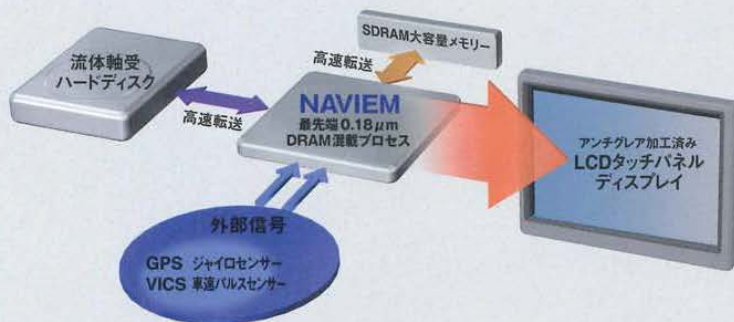 SDRAM大容量メモリー
高速転送
流体軸受
ハードディスク
高速転送
NAVIEM
最先端0.18μm
DRAM混載プロセス
アンチグレア加工済み
LCDタッチパネル
ディスプレイ
外部信号
GPS ジャイロセンサー
VICS 車速パルスセンサー